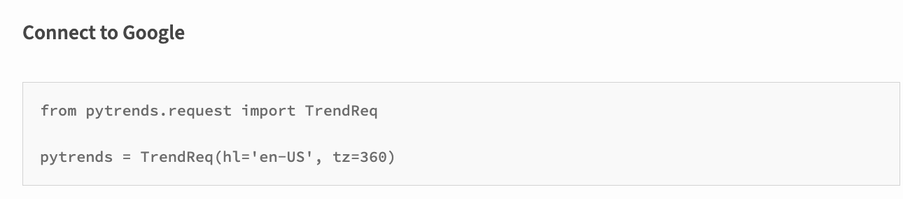 Connect to Google
from pytrends.request import TrendReq
pytrends = TrendReq(hl='en-US', tz=360)